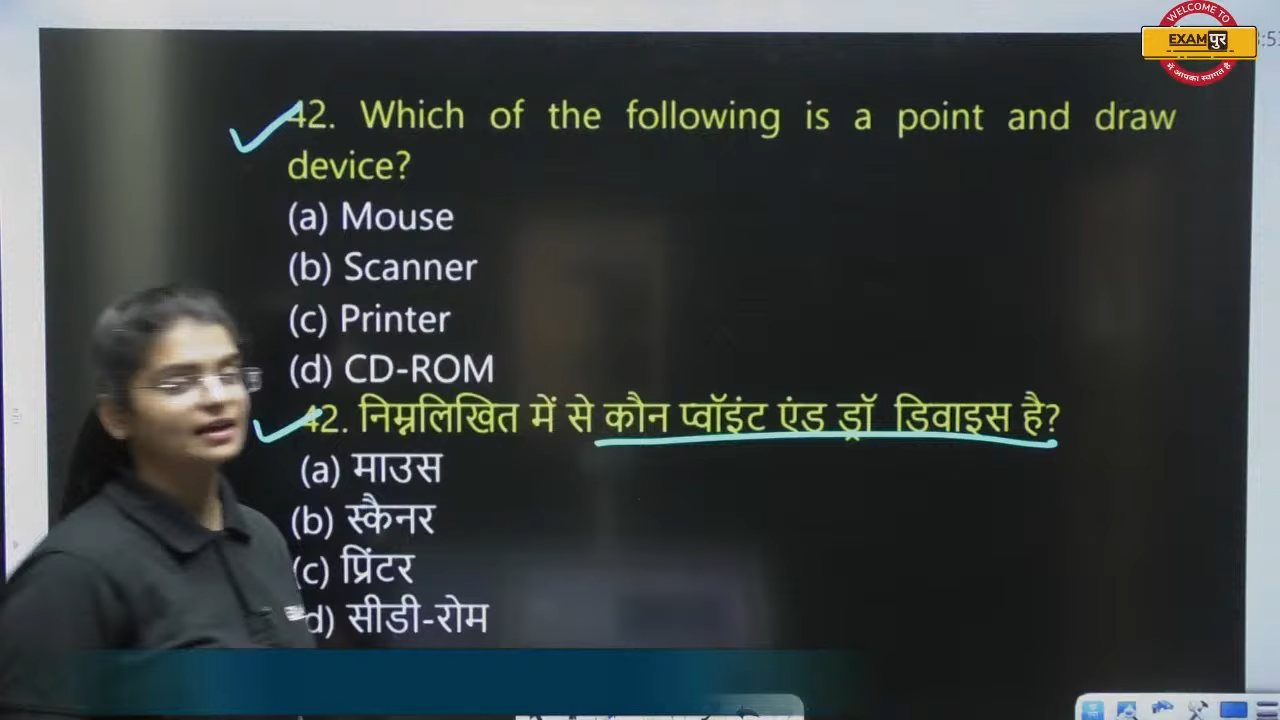 WELCOME TO
EXAMपुर
में आपका स्वागत है
42. Which of the following is a point and draw
device?
(a) Mouse
(b) Scanner
(c) Printer
(d) CD-ROM
42. निम्नलिखित में से कौन प्वॉइंट एंड ड्रॉ डिवाइस है?
(a) माउस
(b) स्कैनर
(c) प्रिंटर
d) सीडी-रोम